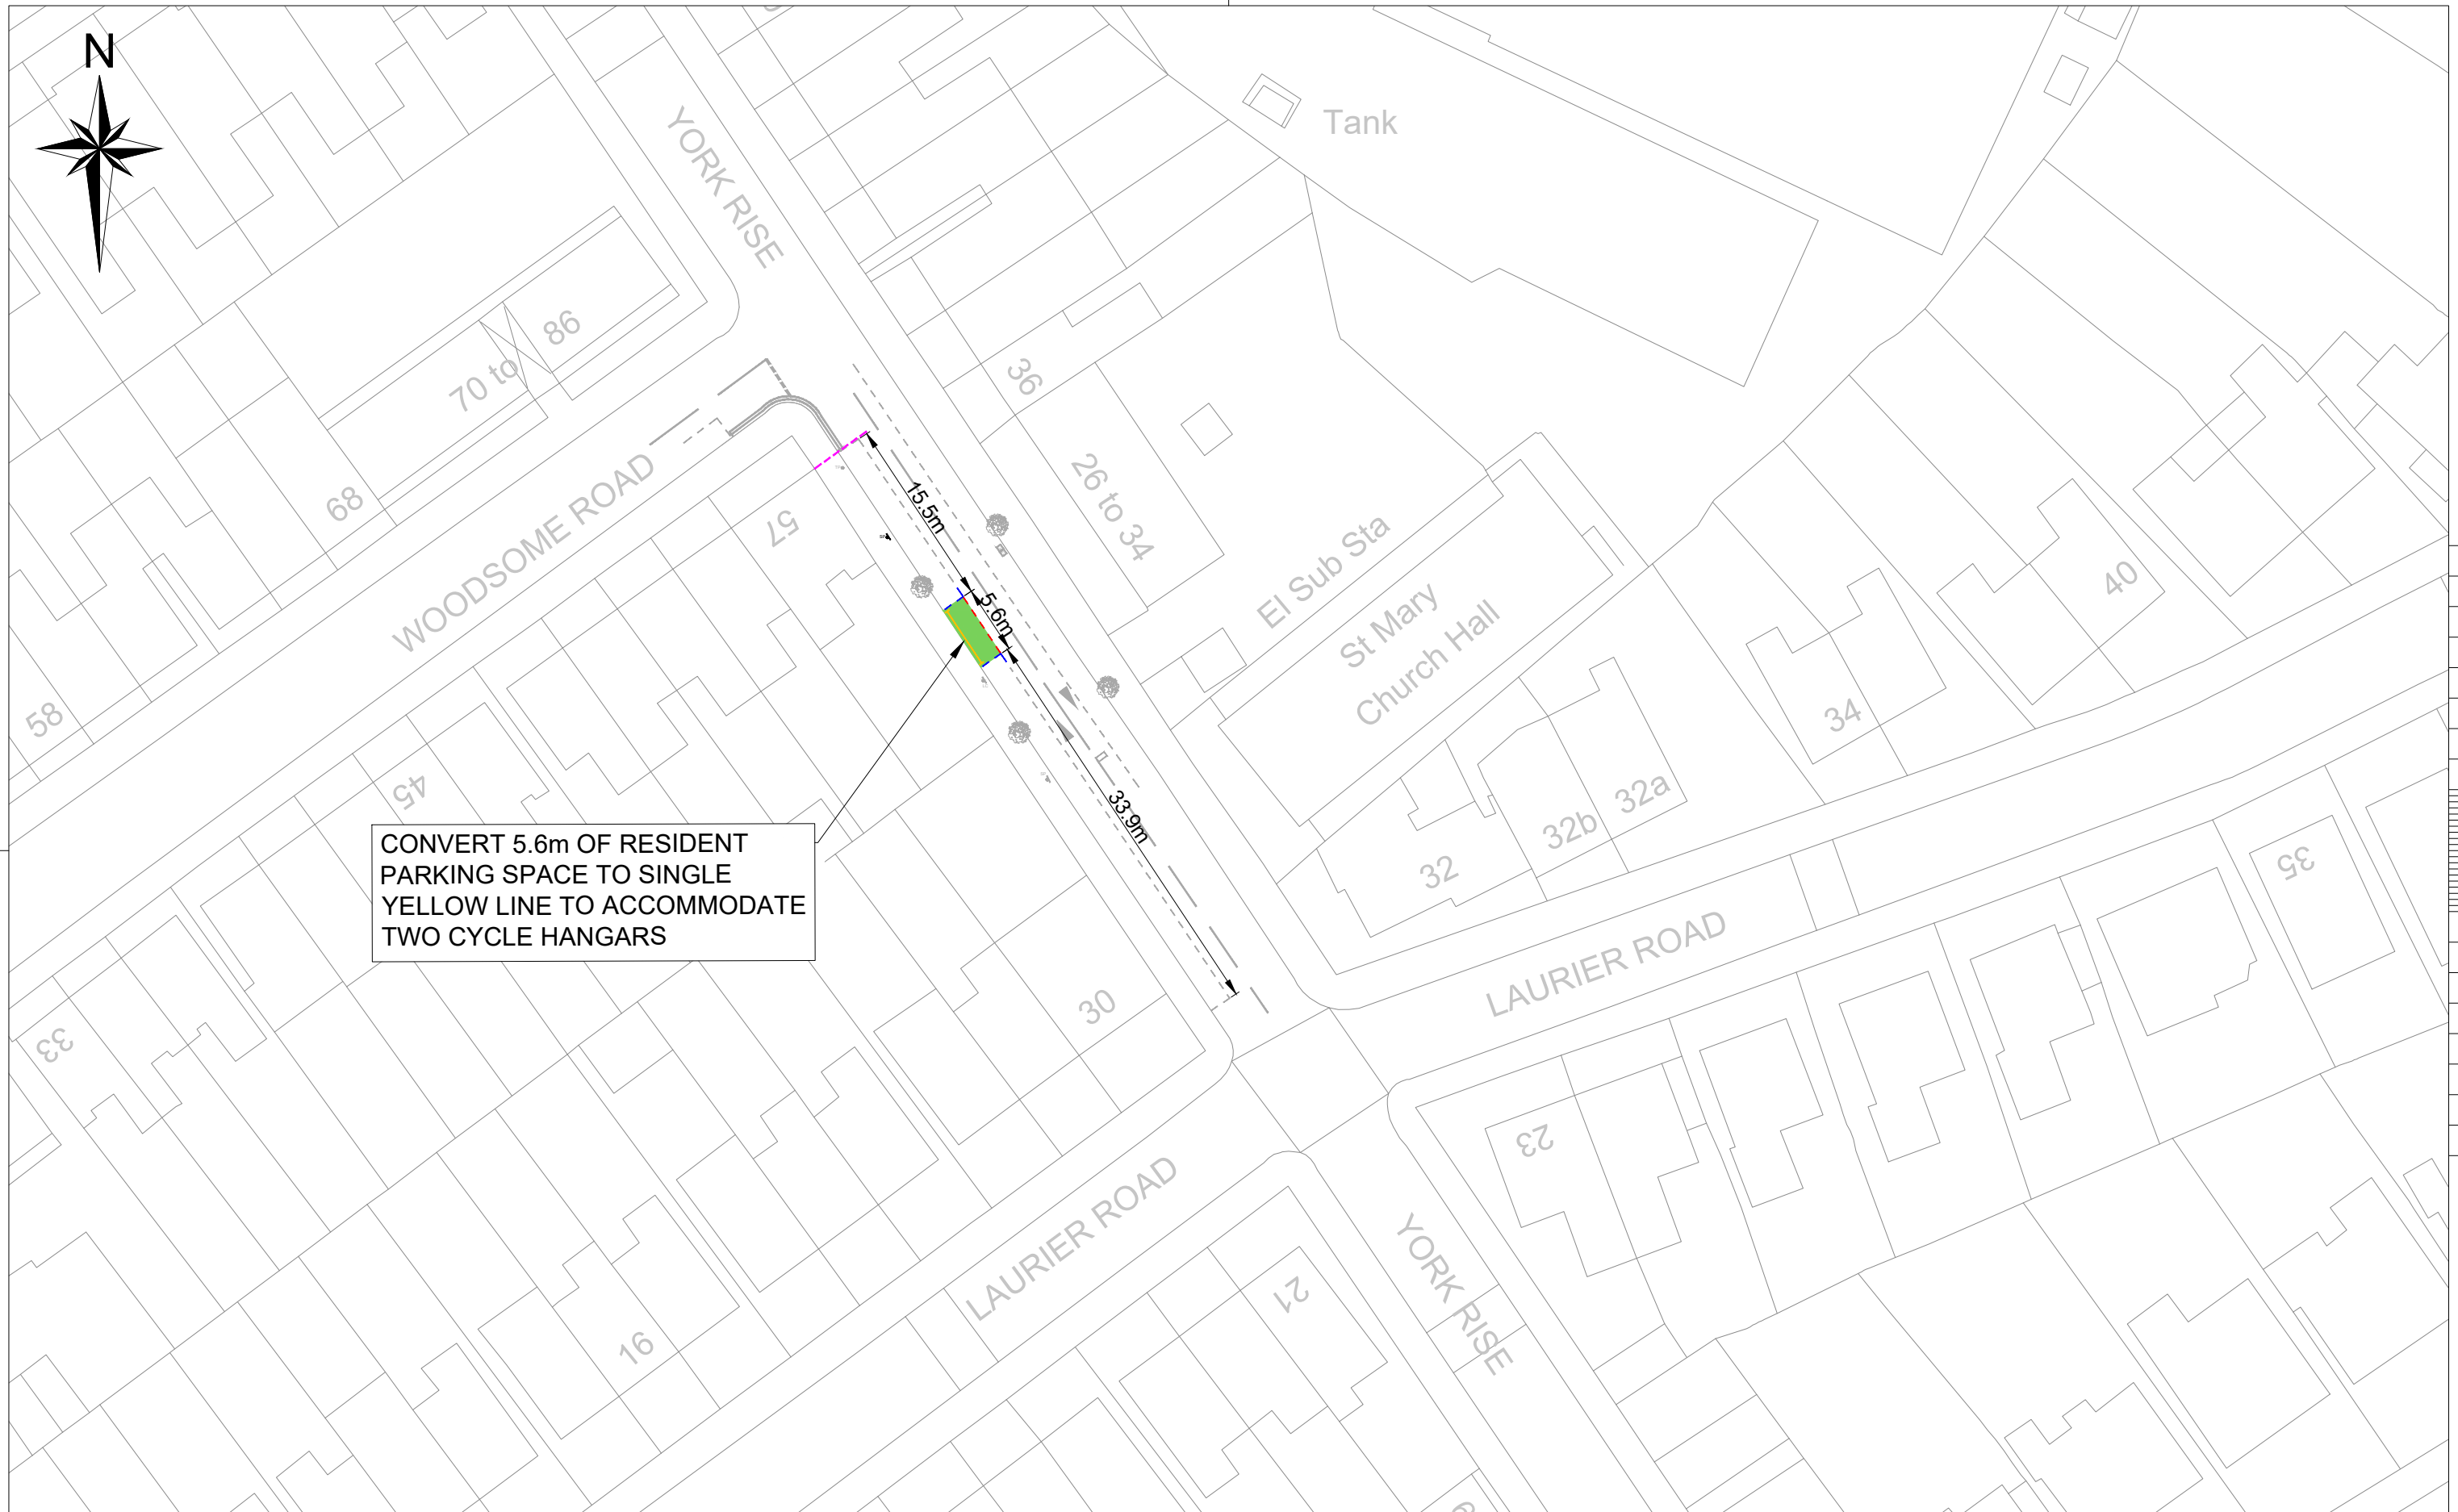 N
YORK RISE
Tank
70 to 86
36
26 to 34
68
WOODSOME ROAD
57
15.5m
El Sub Sta
5.6m
St Mary
Church Hall
40
58
45
34
33.9m
32b
32a
32
35
CONVERT 5.6m OF RESIDENT
PARKING SPACE TO SINGLE
YELLOW LINE TO ACCOMMODATE
TWO CYCLE HANGARS
LAURIER ROAD
30
33
23
LAURIER ROAD
YORK RISE
21
16